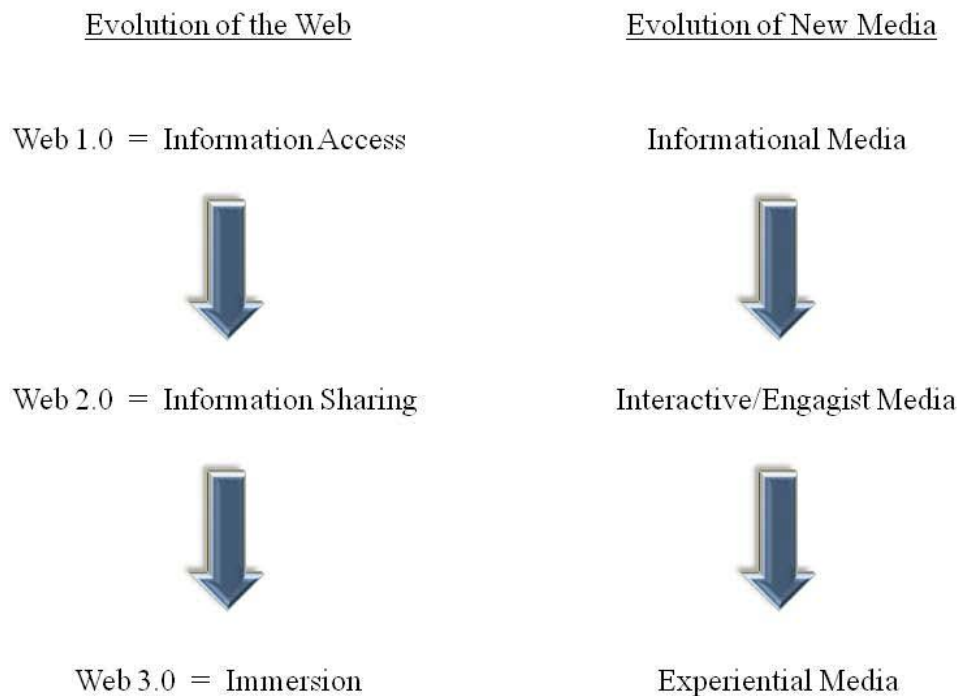 Evolution of the Web
Evolution of New Media
Web 1.0 = Information Access
Informational Media
Web 2.0 = Information Sharing
Interactive/Engagist Media
Web 3.0 = Immersion
Experiential Media